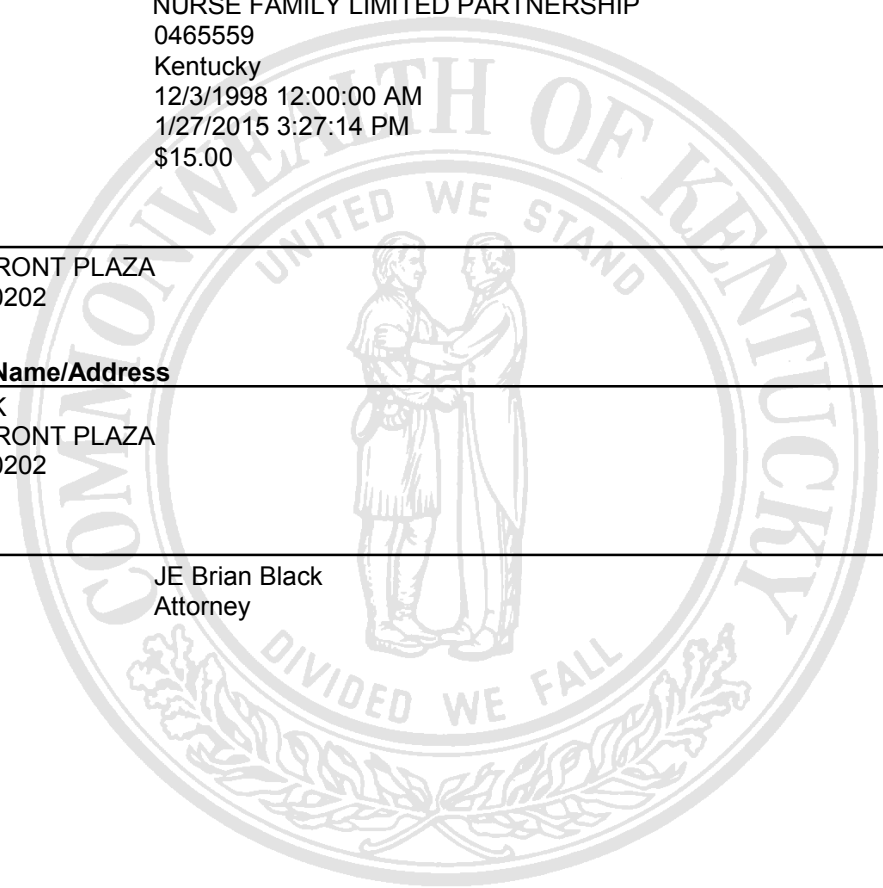 NURSE FAMILY LIMITED PARTNERSHIP
0465559
Kentucky
12/3/1998 12:00:00 AM
1/27/2015 3:27:14 PM
$15.00
RONT PLAZA
0202
Name/Address
K
RONT PLAZA
0202
JE Brian Black
Attorney
COMMONWEALTH OF KENTUCKY
UNITED WE STAND
DIVIDED WE FALL